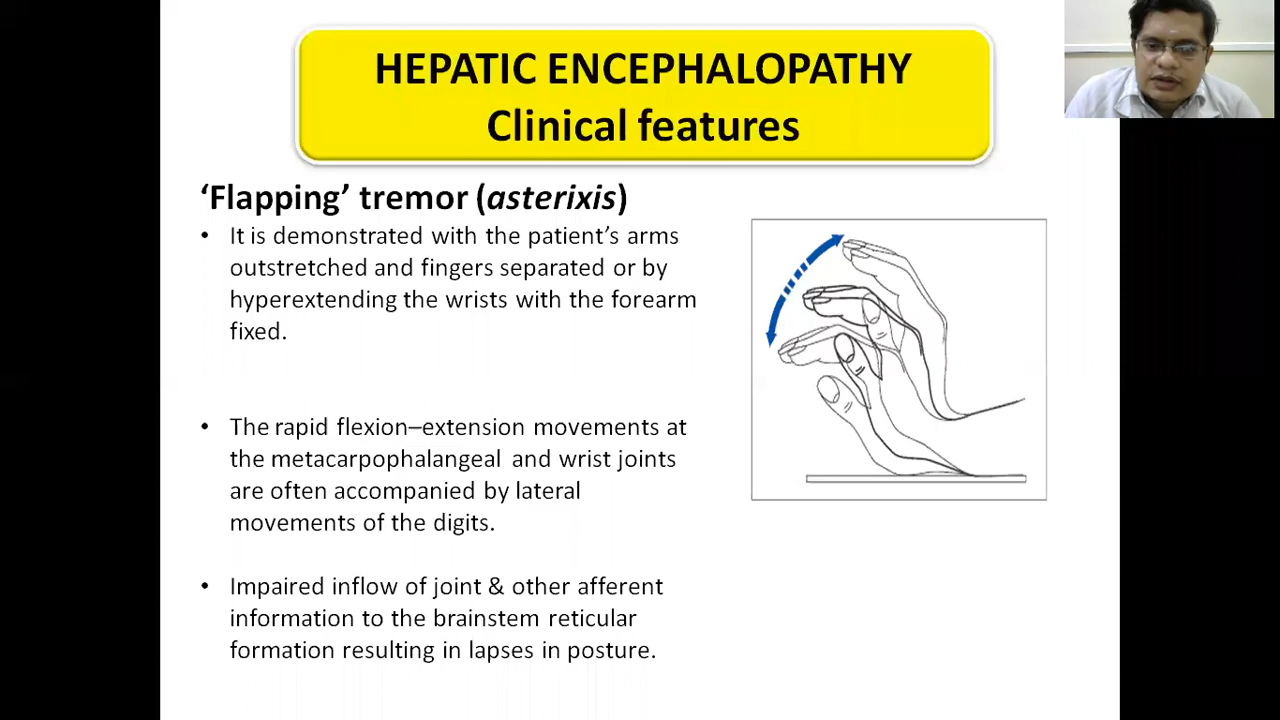 HEPATIC ENCEPHALOPATHY
Clinical features
‘Flapping’ tremor (asterixis)
• It is demonstrated with the patient’s arms
outstretched and fingers separated or by
hyperextending the wrists with the forearm
fixed.
• The rapid flexion–extension movements at
the metacarpophalangeal and wrist joints
are often accompanied by lateral
movements of the digits.
• Impaired inflow of joint & other afferent
information to the brainstem reticular
formation resulting in lapses in posture.